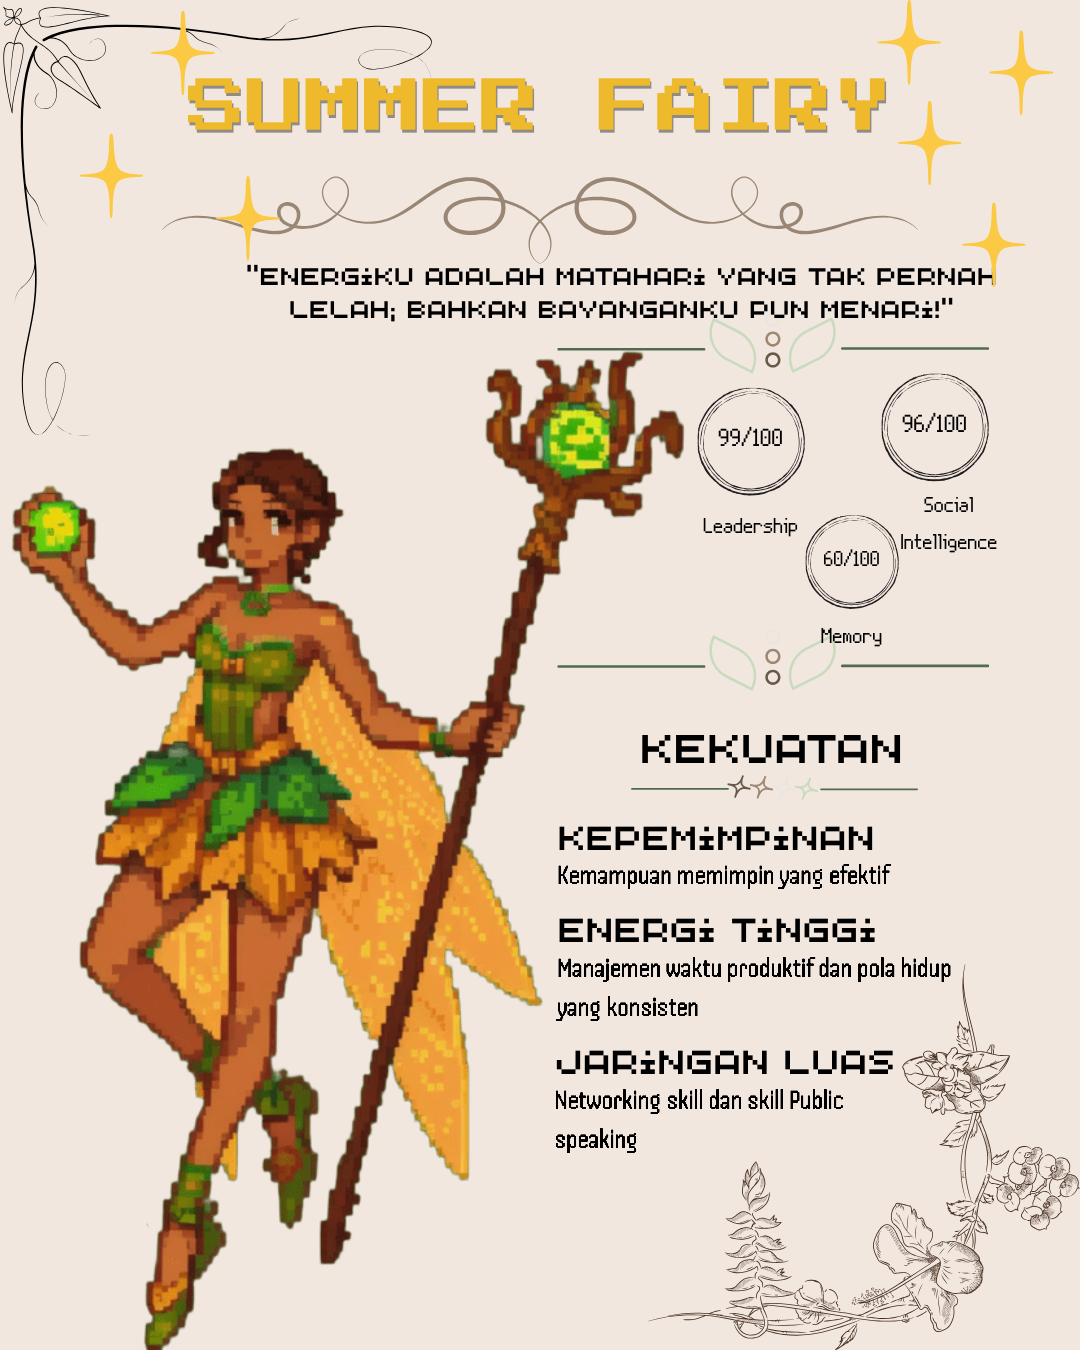 SUMMER FAIRY
"ENERGiKU ADALAH MATAHARi YANG TAK PERNAH
LELAH; BAHKAN BAYANGANKU PUN MENARi!"
99/100
Leadership
96/100
Social
Intelligence
60/100
Memory
KEKUATAN
KEPEMiMPiNAN
Kemampuan memimpin yang efektif
ENERGi TiNGGi
Manajemen waktu produktif dan pola hidup
yang konsisten
JARiNGAN LUAS
Networking skill dan skill Public
speaking